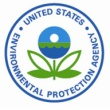 UNITED STATES
ENVIRONMENTAL PROTECTION AGENCY